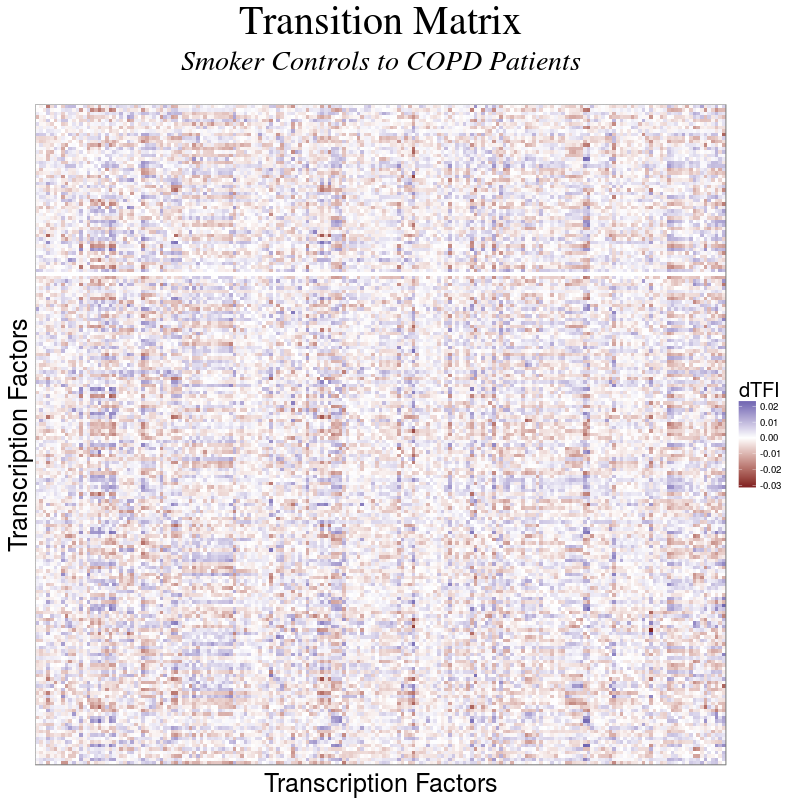 Transition Matrix
Smoker Controls to COPD Patients
Transcription Factors
dTFI
0.02
0.01
0.00
-0.01
-0.02
-0.03
Transcription Factors